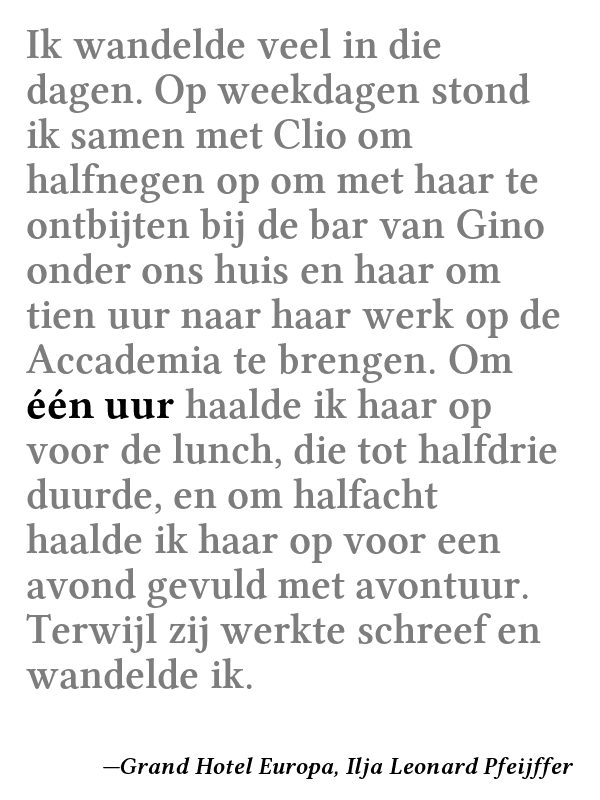 Ik wandelde veel in die
dagen. Op weekdagen stond
ik samen met Clio om
halfnegen op om met haar te
ontbijten bij de bar van Gino
onder ons huis en haar om
tien uur naar haar werk op de
Accademia te brengen. Om
één uur haalde ik haar op
voor de lunch, die tot halfdrie
duurde, en om halfacht
haalde ik haar op voor een
avond gevuld met avontuur.
Terwijl zij werkte schreef en
wandelde ik.
—Grand Hotel Europa, Ilja Leonard Pfeijffer